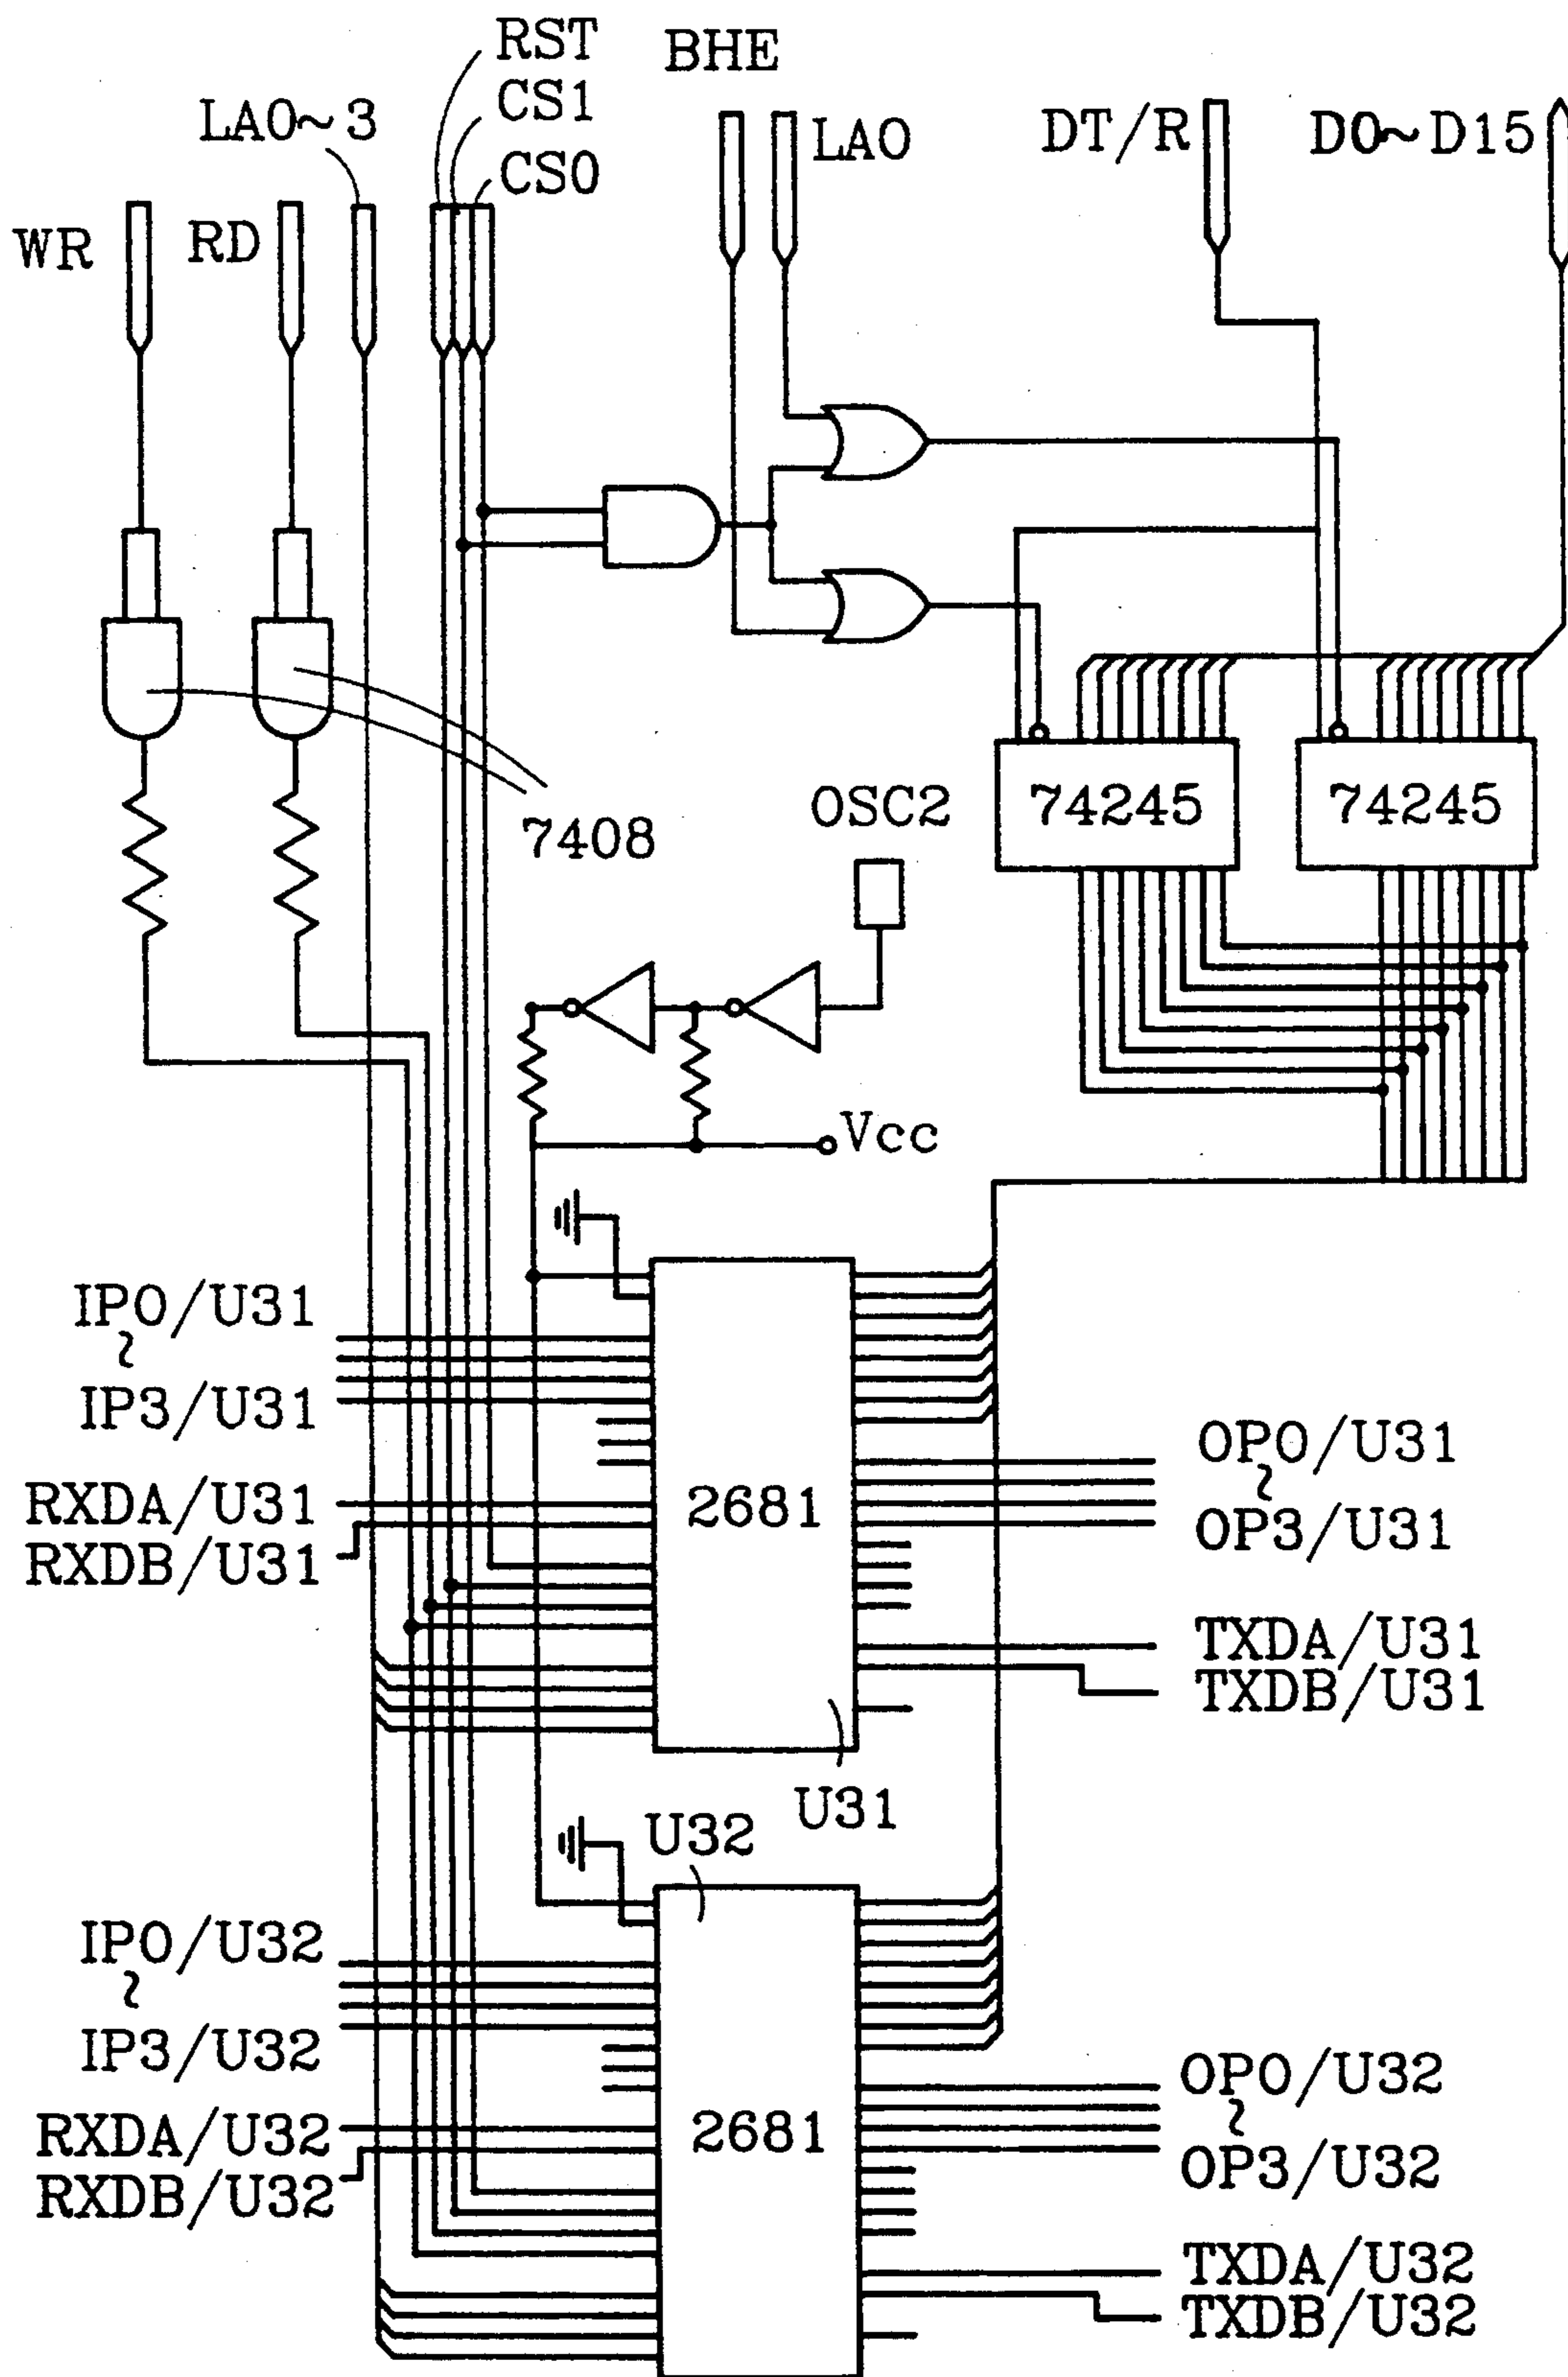 RST
BHE
CS1
LA0~3
LA0
DT/R
D0~D15
CS0
WR
RD
74245
74245
OSC2
7408
Vcc
IP0/U31
~
IP3/U31
OP0/U31
~
OP3/U31
RXDA/U31
RXDB/U31
2681
TXDA/U31
TXDB/U31
U31
U32
IP0/U32
~
IP3/U32
OP0/U32
~
OP3/U32
RXDA/U32
RXDB/U32
2681
TXDA/U32
TXDB/U32